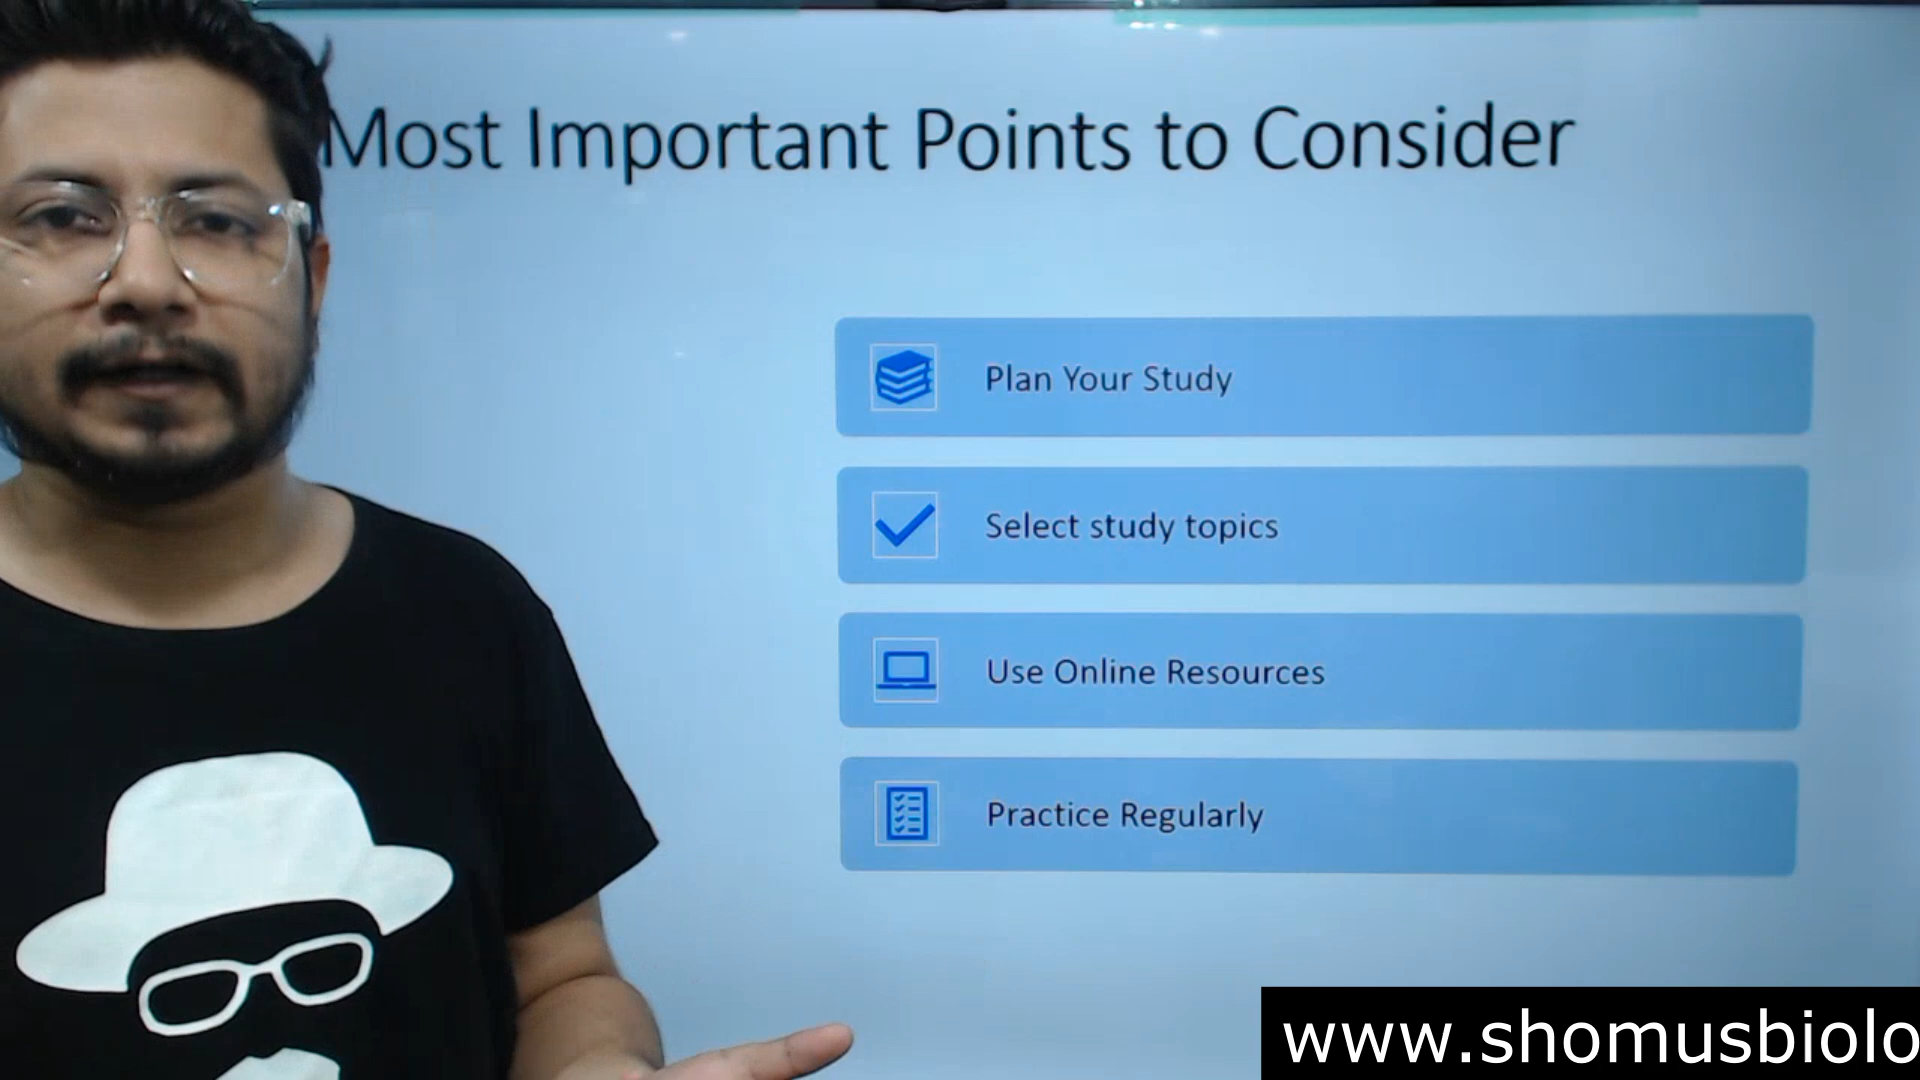 Most Important Points to Consider
Plan Your Study
Select study topics
Use Online Resources
Practice Regularly
www.shomusbiolo